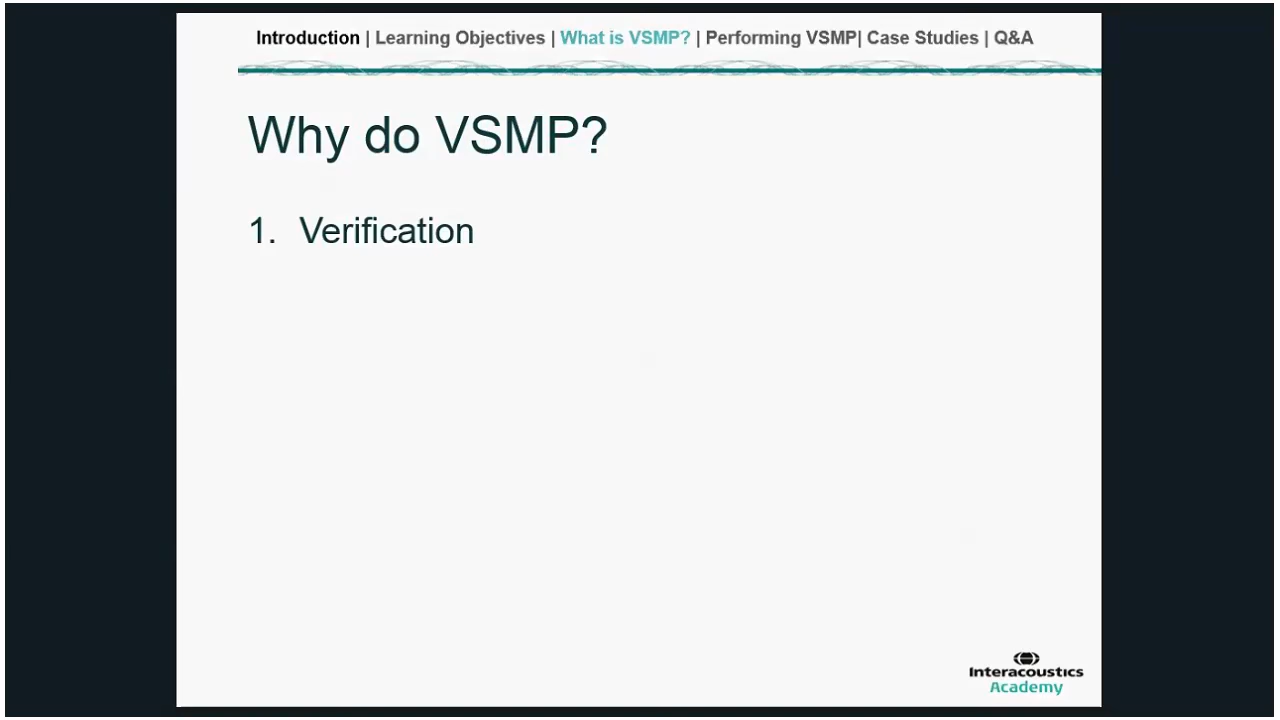 Introduction | Learning Objectives | What is VSMP? | Performing VSMP| Case Studies | Q&A
Why do VSMP?
1. Verification
Interacoustics
Academy